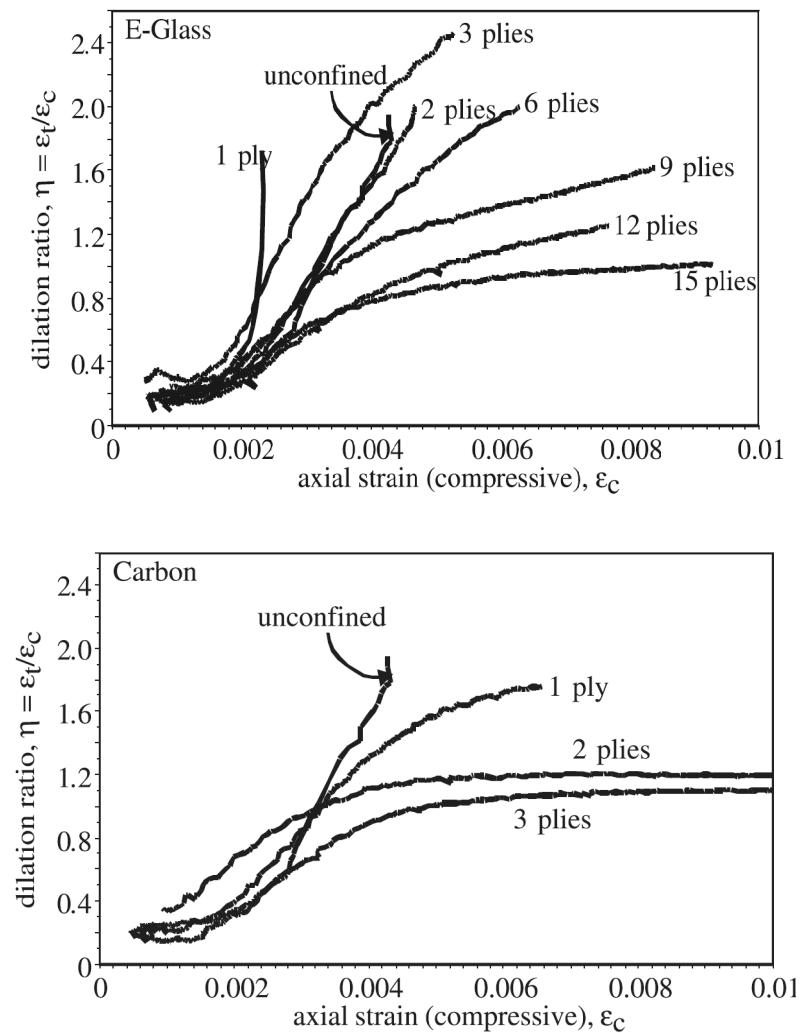 E-Glass
2.4
2.0
1.6
1.2
0.8
0.4
0
dilation ratio, η = εt/εc
3 plies
unconfined
2 plies
6 plies
1 ply
9 plies
12 plies
15 plies
0 0.002 0.004 0.006 0.008 0.01
axial strain (compressive), εc
Carbon
2.4
2.0
1.6
1.2
0.8
0.4
0
dilation ratio, η = εt/εc
unconfined
1 ply
2 plies
3 plies
0 0.002 0.004 0.006 0.008 0.01
axial strain (compressive), εc